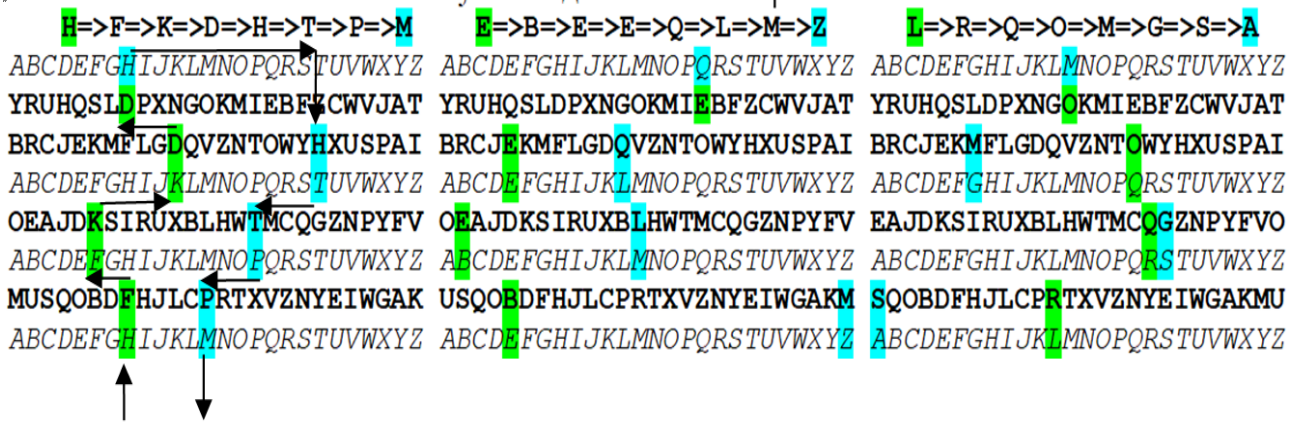 H=>F=>K=>D=>H=>T=>P=>M
ABCDEFGHIJKLMNOPQRSTUVWXYZ
YRUHQSLDPXNGOKMIEBFZCWVJAT
BRCJEKMFLGDQVZNTOWYHXUSPAI
ABCDEFGHIJKLMNOPQRSTUVWXYZ
OEAJDKSIRUXBLHWTMCQGZNPYFV
ABCDEFGHIJKLMNOPQRSTUVWXYZ
MUSQOBDFHJLCPRTXVZNYEIWGAK
ABCDEFGHIJKLMNOPQRSTUVWXYZ
E=>B=>E=>E=>Q=>L=>M=>Z
ABCDEFGHIJKLMNOPQRSTUVWXYZ
YRUHQSLDPXNGOKMIEBFZCWVJAT
BRCJEKMFLGDQVZNTOWYHXUSPAI
ABCDEFGHIJKLMNOPQRSTUVWXYZ
OEAJDKSIRUXBLHWTMCQGZNPYFV
ABCDEFGHIJKLMNOPQRSTUVWXYZ
USQOBDFHJLCPRTXVZNYEIWGAKM
ABCDEFGHIJKLMNOPQRSTUVWXYZ
L=>R=>Q=>O=>M=>G=>S=>A
ABCDEFGHIJKLMNOPQRSTUVWXYZ
YRUHQSLDPXNGOKMIEBFZCWVJAT
BRCJEKMFLGDQVZNTOWYHXUSPAI
ABCDEFGHIJKLMNOPQRSTUVWXYZ
EAJDKSIRUXBLHWTMCQGZNPYFVO
ABCDEFGHIJKLMNOPQRSTUVWXYZ
SQOBDFHJLCPRTXVZNYEIWGAKMU
ABCDEFGHIJKLMNOPQRSTUVWXYZ